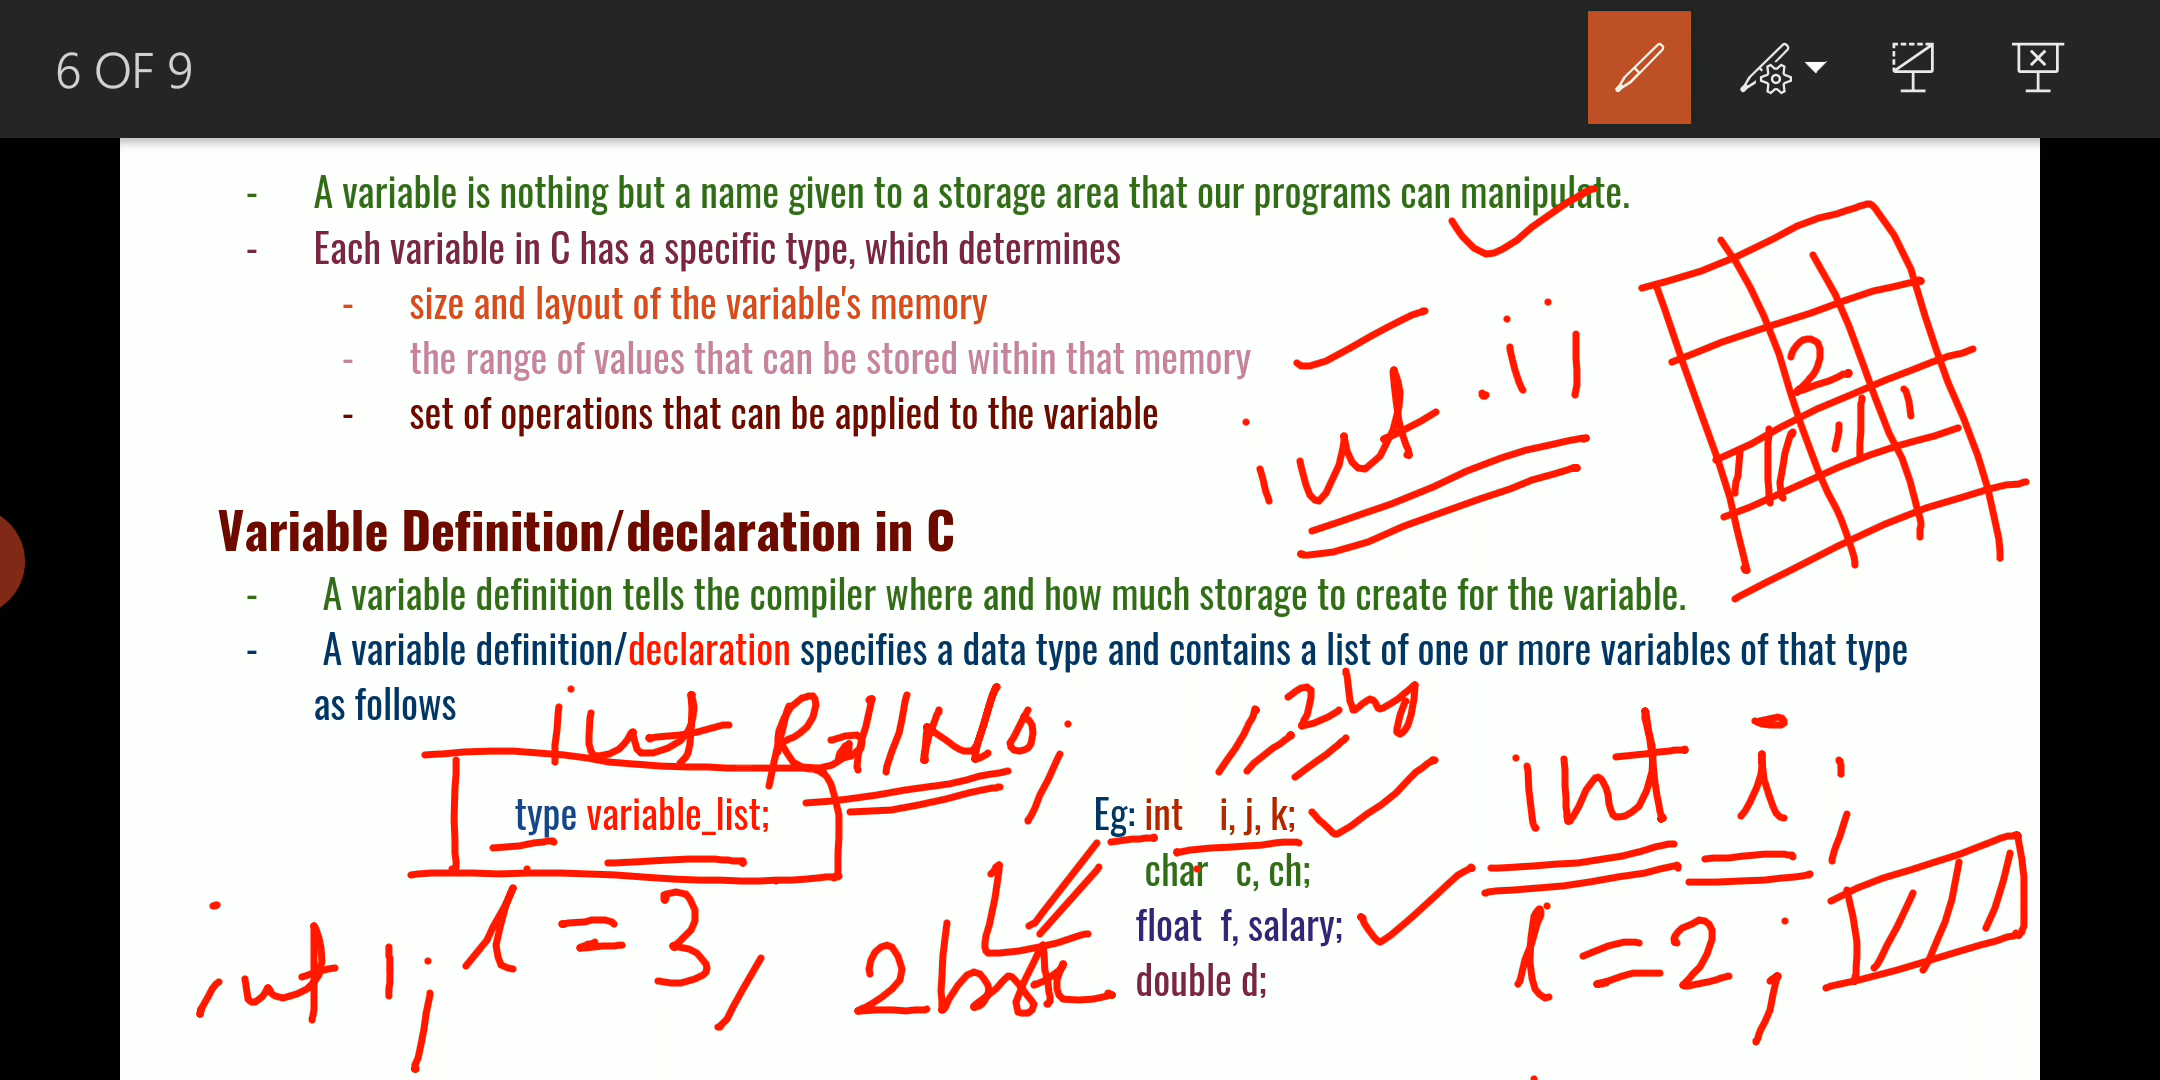 6 OF 9
- A variable is nothing but a name given to a storage area that our programs can manipulate.
- Each variable in C has a specific type, which determines
- size and layout of the variable's memory
- the range of values that can be stored within that memory
- set of operations that can be applied to the variable
int i;
2
Variable Definition/declaration in C
- A variable definition tells the compiler where and how much storage to create for the variable.
- A variable definition/declaration specifies a data type and contains a list of one or more variables of that type
as follows
int RollNo;
int i;
type variable_list;
Eg: int i, j, k;
char c, ch;
float f, salary;
double d;
int i;
i = 3,
2 byte
i = 2;